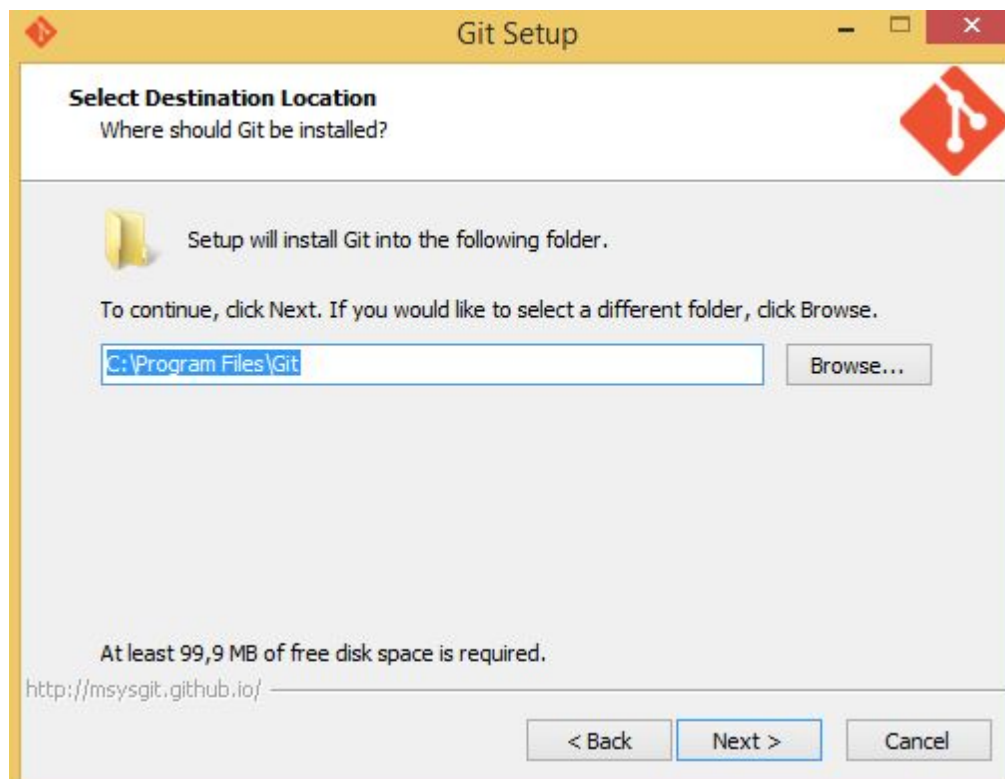 Git Setup
Select Destination Location
Where should Git be installed?
Setup will install Git into the following folder.
To continue, click Next. If you would like to select a different folder, click Browse.
C:\Program Files\Git
Browse...
At least 99,9 MB of free disk space is required.
http://msysgit.github.io/
< Back
Next >
Cancel